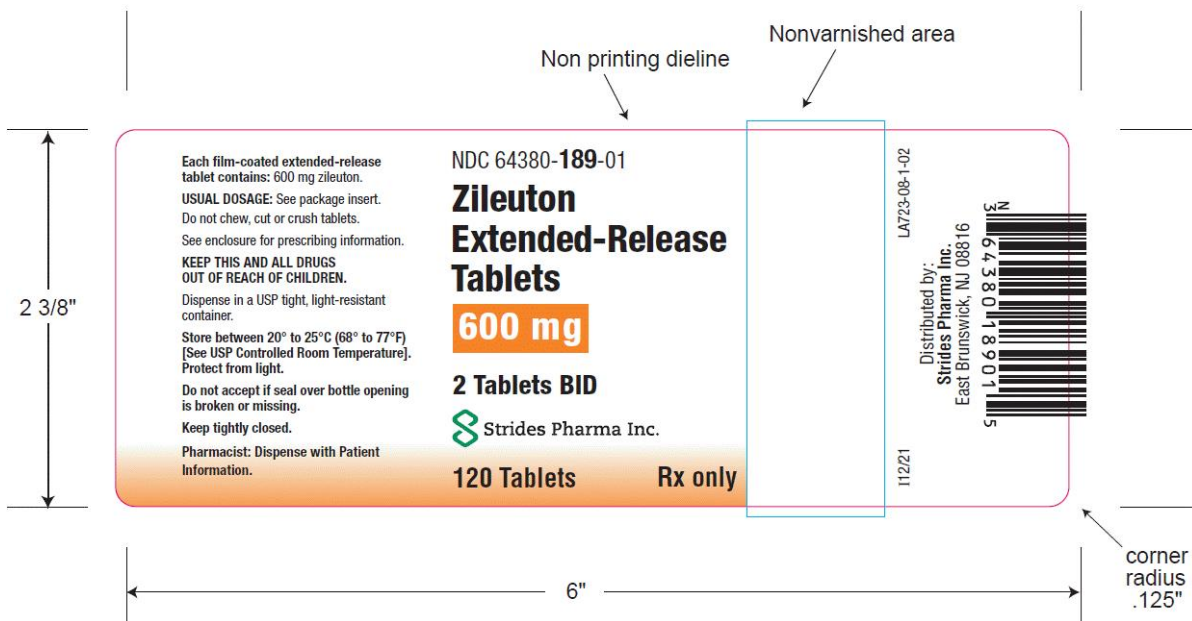 Non printing dieline
Nonvarnished area
2 3/8"
Each film-coated extended-release
tablet contains: 600 mg zileuton.
USUAL DOSAGE: See package insert.
Do not chew, cut or crush tablets.
See enclosure for prescribing information.
KEEP THIS AND ALL DRUGS
OUT OF REACH OF CHILDREN.
Dispense in a USP tight, light-resistant
container.
Store between 20° to 25°C (68° to 77°F)
[See USP Controlled Room Temperature].
Protect from light.
Do not accept if seal over bottle opening
is broken or missing.
Keep tightly closed.
Pharmacist: Dispense with Patient
Information.
NDC 64380-189-01
Zileuton
Extended-Release
Tablets
600 mg
2 Tablets BID
Strides Pharma Inc.
120 Tablets Rx only
LA723-08-1-02
I12/21
Distributed by:
Strides Pharma Inc.
East Brunswick, NJ 08816
N
3 64380 18901 5
6"
corner
radius
.125"